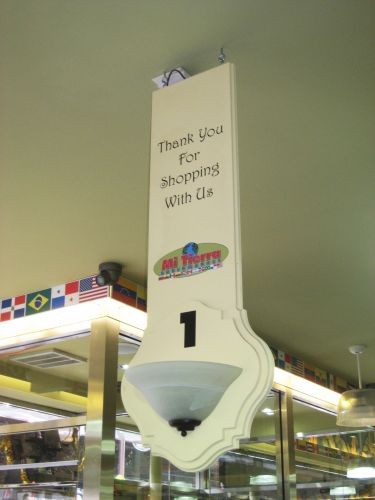 Thank You
For
Shopping
With Us
Mi Tierra
1